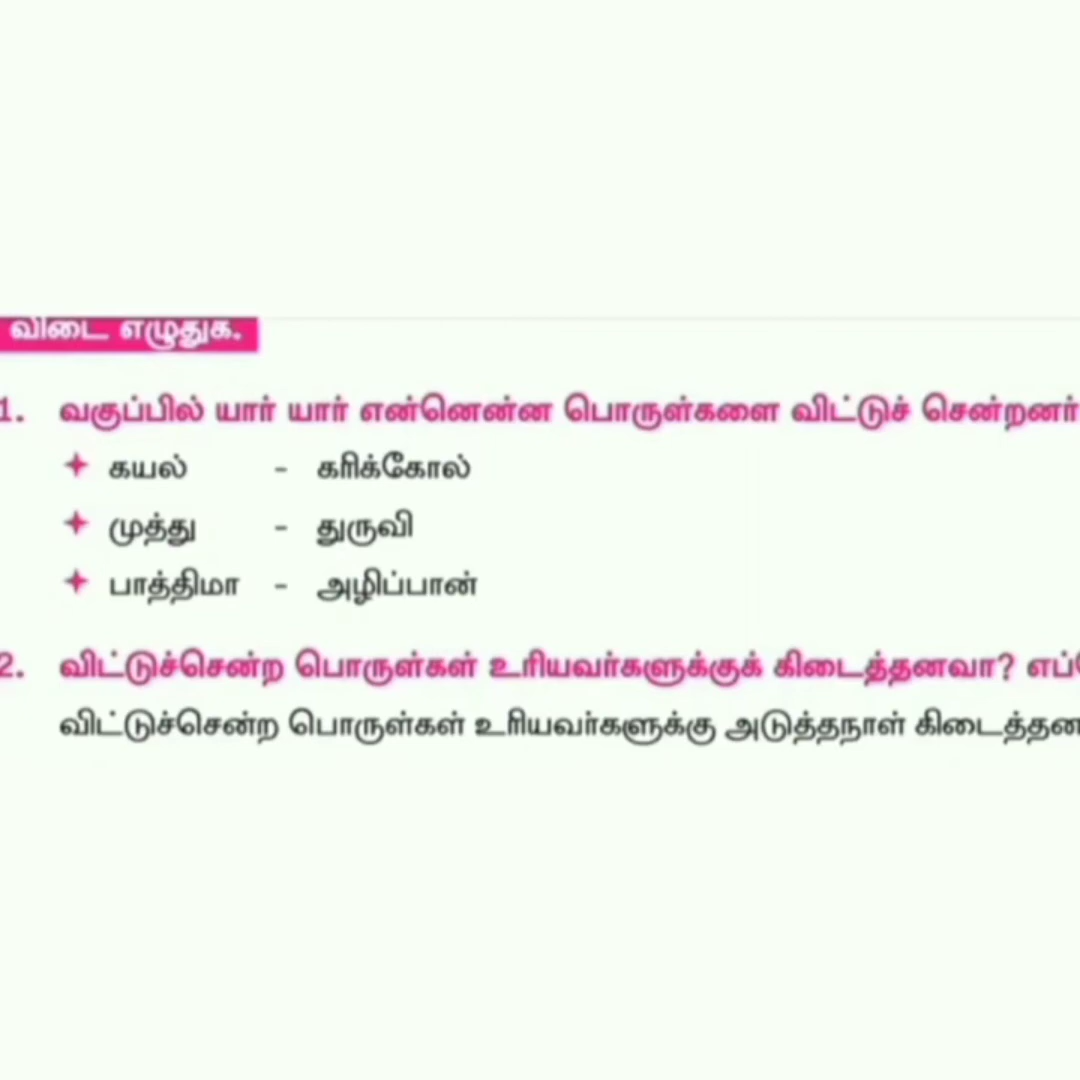 விடை எழுதுக.
1. வகுப்பில் யார் யார் என்னென்ன பொருள்களை விட்டுச் சென்றனர்
✦ கயல் - கரிக்கோல்
✦ முத்து - துருவி
✦ பாத்திமா - அழிப்பான்
2. விட்டுச்சென்ற பொருள்கள் உரியவர்களுக்குக் கிடைத்தனவா?
விட்டுச்சென்ற பொருள்கள் உரியவர்களுக்கு அடுத்தநாள்